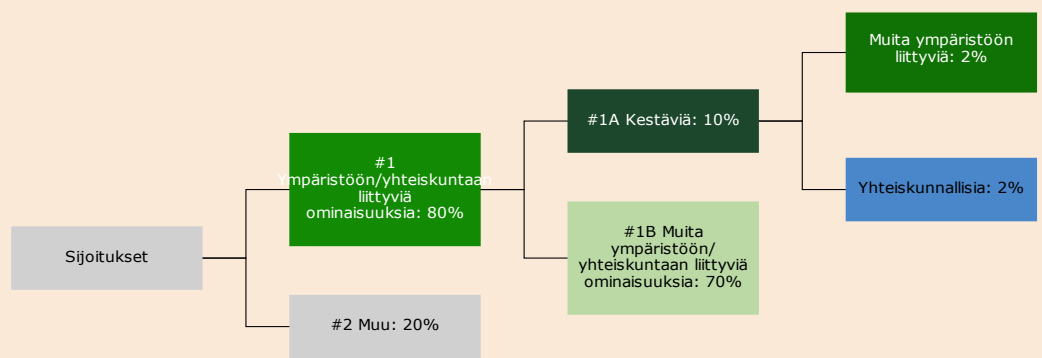 Sijoitukset
#1
Ympäristöön/yhteiskuntaan
liittyviä
ominaisuuksia: 80%
#2 Muu: 20%
#1A Kestäviä: 10%
#1B Muita
ympäristöön/
yhteiskuntaan liittyviä
ominaisuuksia: 70%
Muita ympäristöön
liittyviä: 2%
Yhteiskunnallisia: 2%